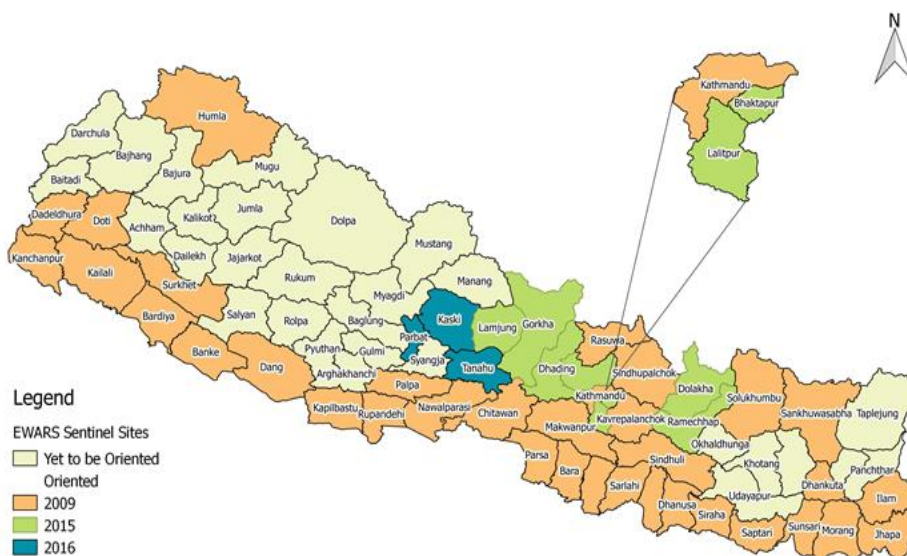 N
Kathmandu
Bhaktapur
Lalitpur
Humla
Darchula
Bajhang
Mugu
Bajura
Baitadi
Dadeldhura
Doti
Jumla
Kalikot
Dolpa
Achham
Mustang
Kanchanpur
Dailekh
Jajarkot
Kailali
Manang
Rukum
Surkhet
Myagdi
Kaski
Gorkha
Bardiya
Salyan
Rolpa
Baglung
Lamjung
Parbat
Rasuwa
Pyuthan
Gulmi
Syangja
Banke
Dang
Arghakhanchi
Tanahu
Dhading
Sindhupalchok
Dolakha
Palpa
Kathmandu
Solukhumbu
Sankhuwasabha
Taplejung
Kapilbastu
Rupandehi
Nawalparasi
Chitawan
Makwanpur
Kavrepalanchok
Ramechhap
Okhaldhunga
Khotang
Panchthar
Parsa
Bara
Sindhuli
Sarlahi
Udayapur
Dhankuta
Ilam
Dhanusa
Siraha
Saptari
Sunsari
Morang
Jhapa
Legend
EWARS Sentinel Sites
Yet to be Oriented
Oriented
2009
2015
2016